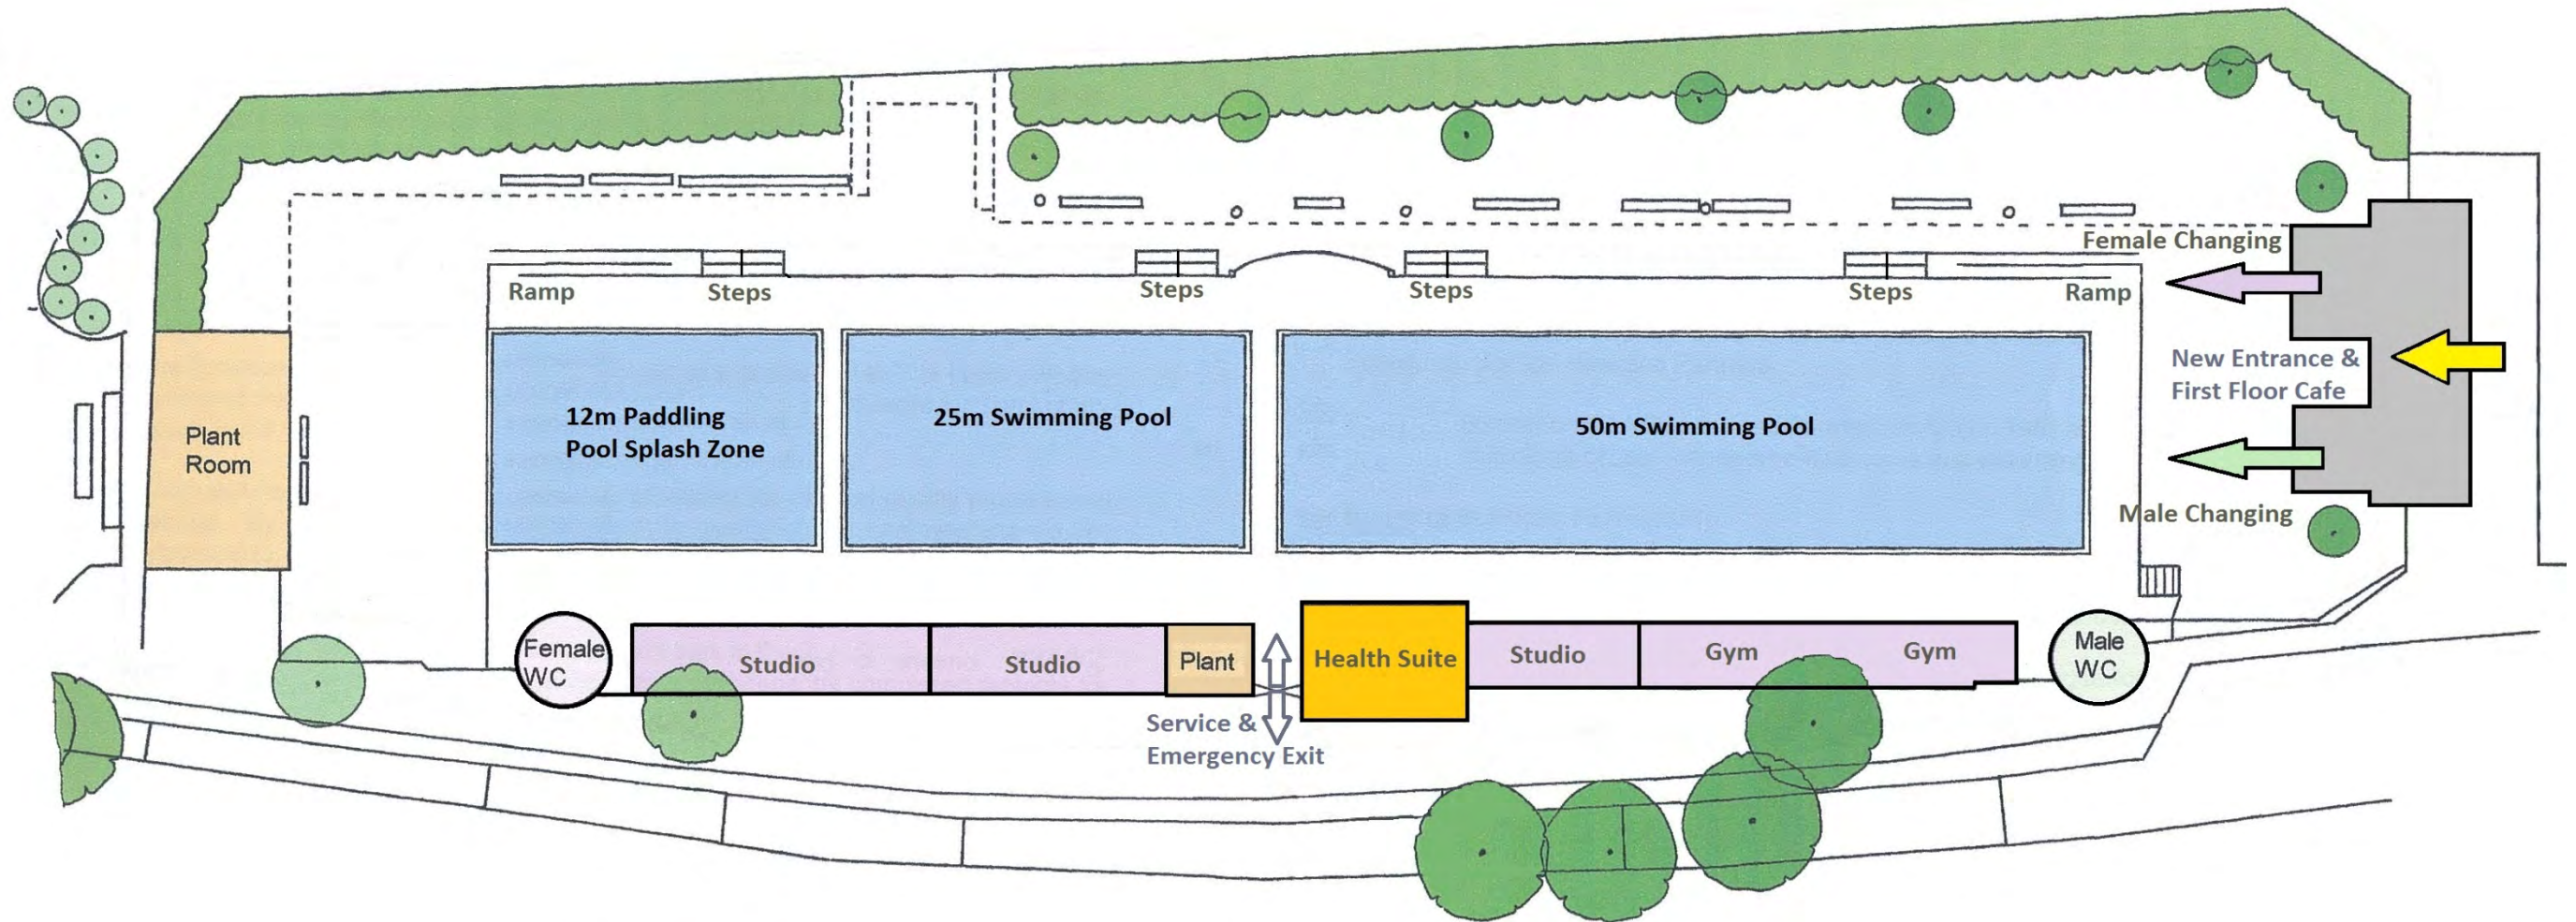 Female Changing
Ramp
Steps
Steps
Steps
Steps
Ramp
New Entrance &
First Floor Cafe
Plant
Room
12m Paddling
Pool Splash Zone
25m Swimming Pool
50m Swimming Pool
Male Changing
Female
WC
Studio
Studio
Plant
Health Suite
Studio
Gym
Gym
Male
WC
Service &
Emergency Exit